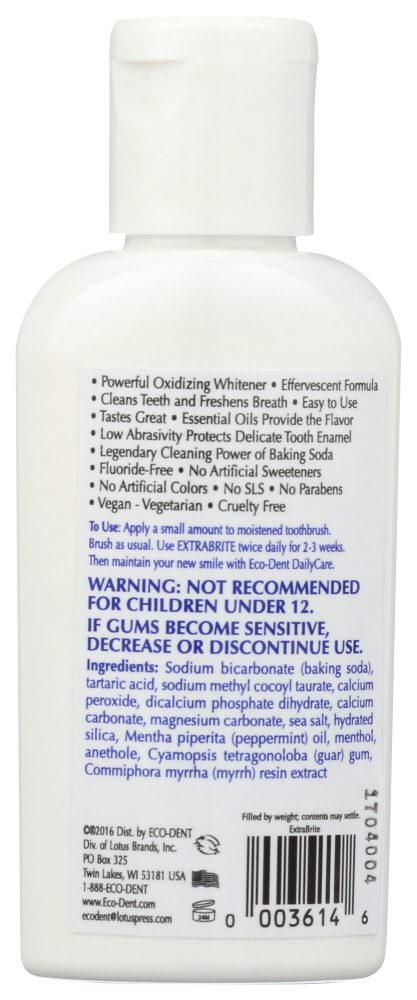 • Powerful Oxidizing Whitener • Effervescent Formula
• Cleans Teeth and Freshens Breath • Easy to Use
• Tastes Great • Essential Oils Provide the Flavor
• Low Abrasivity Protects Delicate Tooth Enamel
• Legendary Cleaning Power of Baking Soda
• Fluoride-Free • No Artificial Sweeteners
• No Artificial Colors • No SLS • No Parabens
• Vegan - Vegetarian • Cruelty Free
To Use: Apply a small amount to moistened toothbrush.
Brush as usual. Use EXTRABRITE twice daily for 2-3 weeks.
Then maintain your new smile with Eco-Dent DailyCare.
WARNING: NOT RECOMMENDED
FOR CHILDREN UNDER 12.
IF GUMS BECOME SENSITIVE,
DECREASE OR DISCONTINUE USE.
Ingredients: Sodium bicarbonate (baking soda),
tartaric acid, sodium methyl cocoyl taurate, calcium
peroxide, dicalcium phosphate dihydrate, calcium
carbonate, magnesium carbonate, sea salt, hydrated
silica, Mentha piperita (peppermint) oil, menthol,
anethole, Cyamopsis tetragonoloba (guar) gum,
Commiphora myrrha (myrrh) resin extract
©®2016 Dist. by ECO-DENT
Div. of Lotus Brands, Inc.
PO Box 325
Twin Lakes, WI 53181 USA
1-888-ECO-DENT
www.Eco-Dent.com
ecodent@lotuspress.com
24M
Filled by weight; contents may settle.
ExtraBrite
0 003614 6
1704004